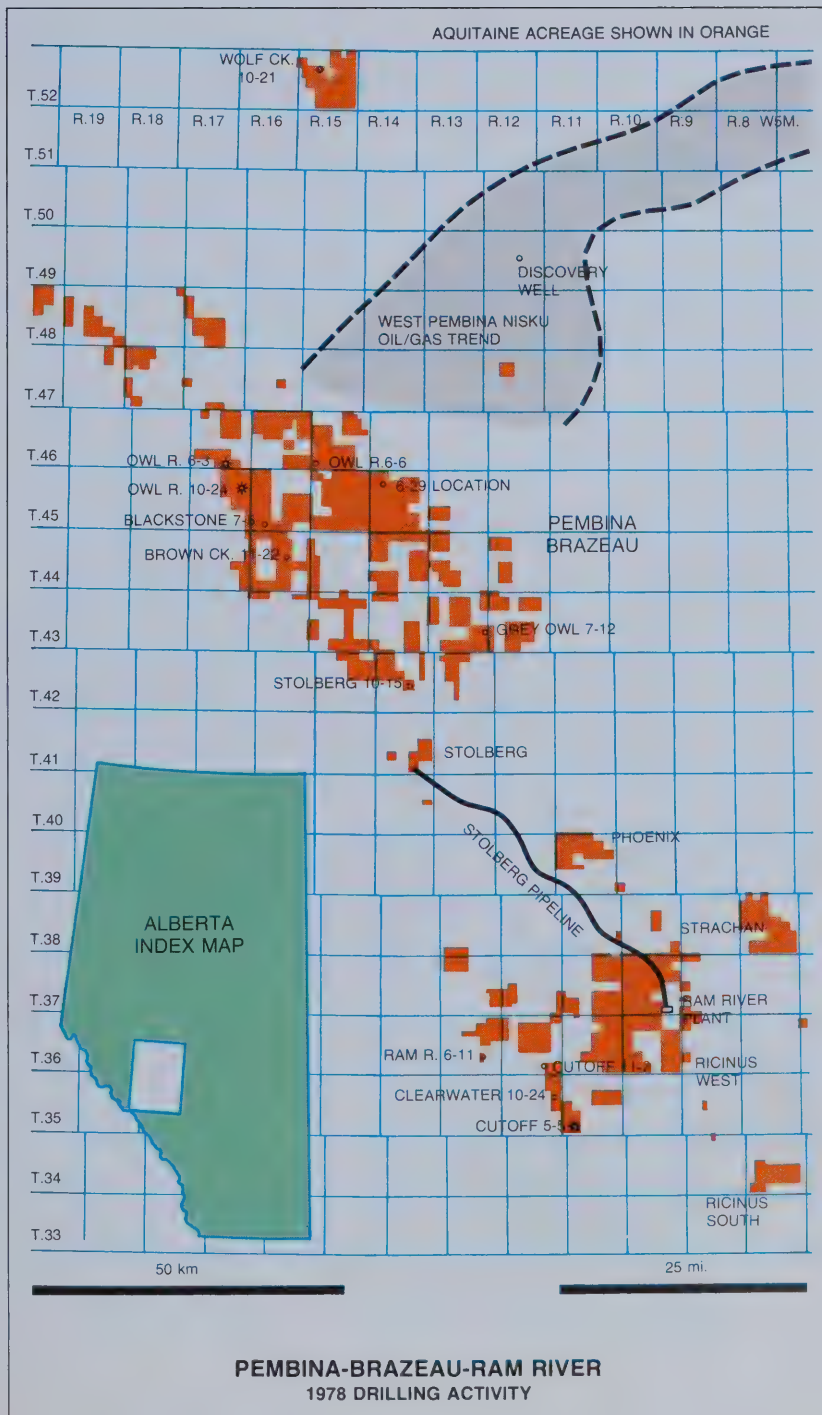 AQUITAINE ACREAGE SHOWN IN ORANGE
WOLF CK.
10-21
T.52
R.19 R.18 R.17 R.16 R.15 R.14 R.13 R.12 R.11 R.10 R.9 R.8 W5M.
T.51
T.50
DISCOVERY
WELL
T.49
WEST PEMBINA NISKU
OIL/GAS TREND
T.48
T.47
OWL R. 6-3
OWL R.6-6
T.46
OWL R. 10-24
6-29 LOCATION
BLACKSTONE 7-5
PEMBINA
BRAZEAU
T.45
BROWN CK. 11-22
T.44
GREY OWL 7-12
T.43
STOLBERG 10-15
T.42
STOLBERG
T.41
T.40
STOLBERG PIPELINE
PHOENIX
T.39
ALBERTA
INDEX MAP
STRACHAN
T.38
RAM RIVER
PLANT
T.37
RAM R. 6-11
CUTOFF 11-2
RICINUS
WEST
T.36
CLEARWATER 10-24
CUTOFF 5-5
T.35
T.34
RICINUS
SOUTH
T.33
50 km
25 mi.
PEMBINA-BRAZEAU-RAM RIVER
1978 DRILLING ACTIVITY